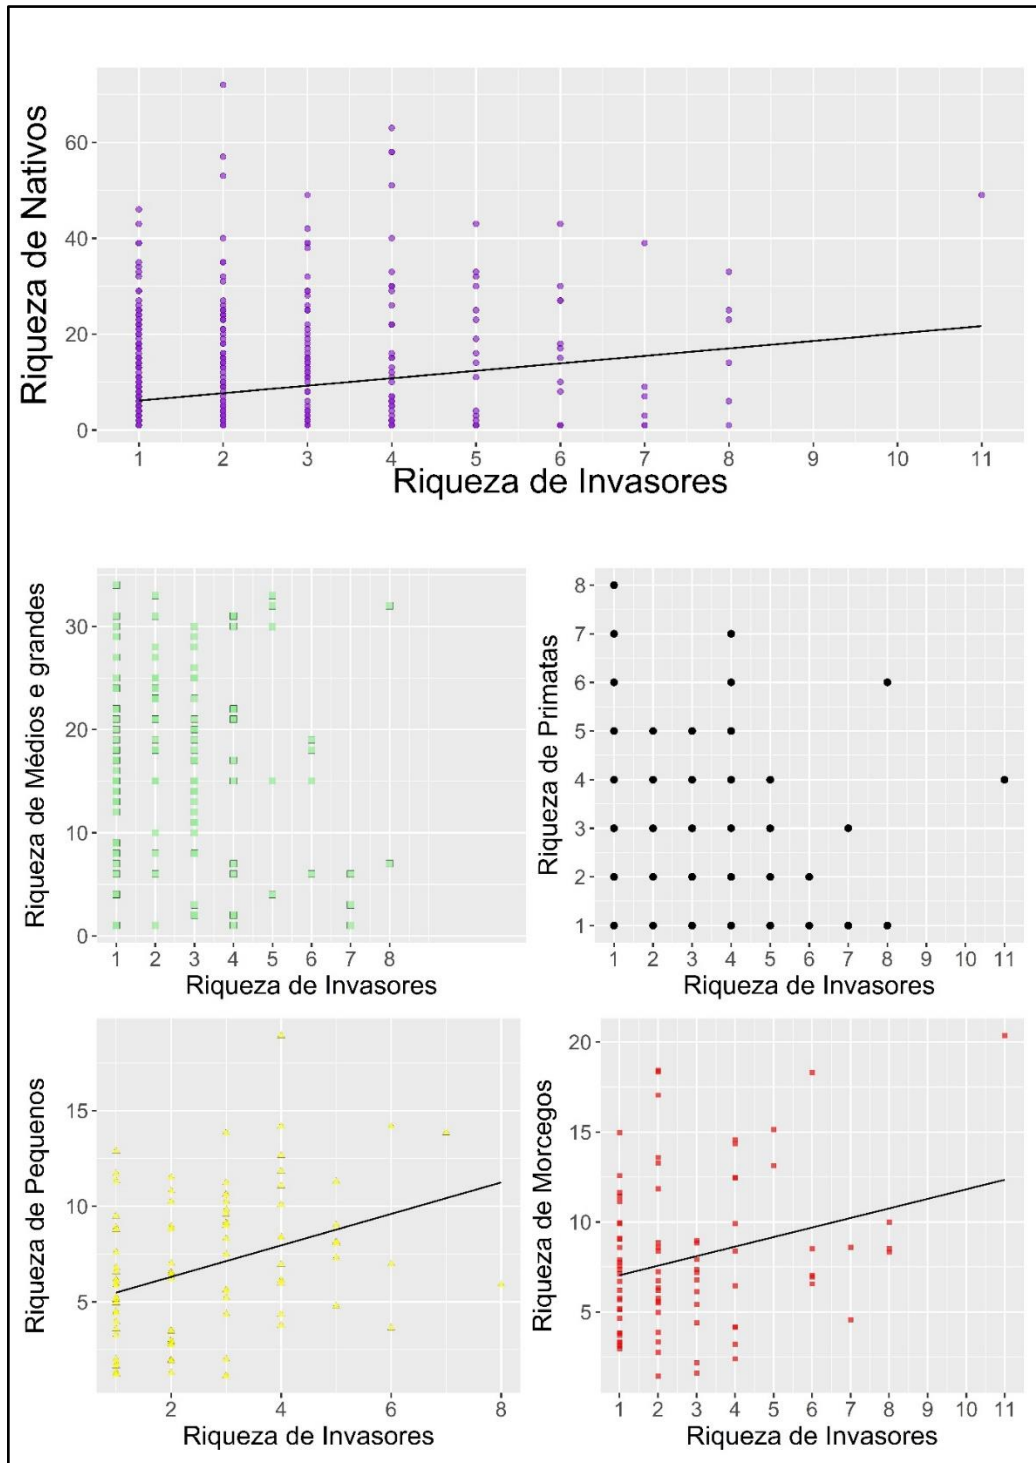 Riqueza de Nativos
60
40
20
0
1 2 3 4 5 6 7 8 9 10 11
Riqueza de Invasores
Riqueza de Médios e grandes
30
20
10
0
1 2 3 4 5 6 7 8
Riqueza de Invasores
Riqueza de Primatas
8
7
6
5
4
3
2
1
1 2 3 4 5 6 7 8 9 10 11
Riqueza de Invasores
Riqueza de Pequenos
15
10
5
2 4 6 8
Riqueza de Invasores
Riqueza de Morcegos
20
15
10
5
1 2 3 4 5 6 7 8 9 10 11
Riqueza de Invasores